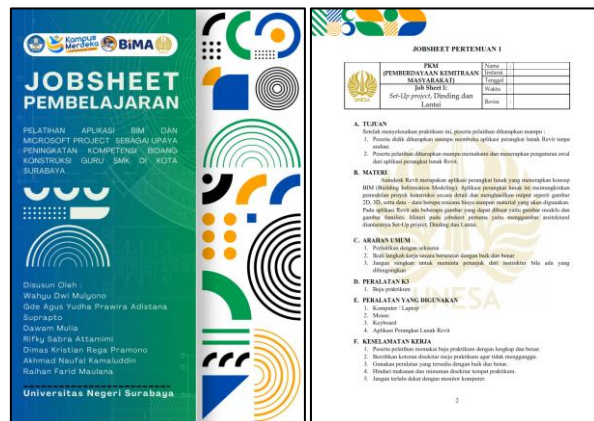 Kampus
Merdeka
BiMA
JOBSHEET
PEMBELAJARAN
PELATIHAN APLIKASI BIM DAN
MICROSOFT PROJECT SEBAGAI UPAYA
PENINGKATAN KOMPETENSI BIDANG
KONSTRUKSI GURU SMK DI KOTA
SURABAYA
Disusun Oleh :
Wahyu Dwi Mulyono
Gde Agus Yudha Prawira Adistana
Suprapto
Dawam Mulia
Rifky Sabra Attamimi
Dimas Kristian Rega Pramono
Akhmad Naufal Kamaluddin
Raihan Farid Maulana
Universitas Negeri Surabaya
JOBSHEET PERTEMUAN 1
PKM
(PEMBERDAYAAN KEMITRAAN
MASYARAKAT)
Job Sheet 1:
Set-Up project, Dinding dan
Lantai
Nama :
Instansi :
Tanggal :
Waktu :
Revisi :
UNESA
A. TUJUAN
Setelah menyelesaikan praktikum ini, peserta pelatihan diharapkan mampu :
1. Peserta didik diharapkan mampu membuka aplikasi perangkat lunak Revit tanpa
arahan.
2. Peserta pelatihan diharapkan mampu memahami dan menerapkan pengaturan awal
dari aplikasi perangkat lunak Revit.
B. MATERI
Autodesk Revit merupakan aplikasi perangkat lunak yang menerapkan konsep
BIM (Building Information Modeling). Aplikasi perangkat lunak ini memungkinkan
pemodelan proyek konstruksi secara detail dan menghasilkan output seperti gambar
2D, 3D, serta data - data berupa rencana biaya ataupun material yang akan digunakan.
Pada aplikasi Revit ada beberapa gambar yang dapat dibuat yaitu gambar models dan
gambar families. Materi pada jobsheet pertama yaitu menggambar arsitektural
diantaranya Set-Up project, Dinding dan Lantai.
C. ARAHAN UMUM
1. Perhatikan dengan seksama
2. Ikuti langkah kerja secara berurutan dengan baik dan benar
3. Jangan sungkan untuk meminta petunjuk dari instruktur bila ada yang
dibingungkan
D. PERALATAN K3
1. Baju praktikum
E. PERALATAN YANG DIGUNAKAN
1. Komputer / Laptop
2. Mouse
3. Keyboard
4. Aplikasi Perangkat Lunak Revit
F. KESELAMATAN KERJA
1. Peserta pelatihan memakai baju praktikum dengan lengkap dan benar.
2. Bersihkan kotoran disekitar meja praktikum agar tidak mengganggu.
3. Gunakan peralatan yang tersedia dengan baik dan benar.
4. Hindari makanan dan minuman disekitar tempat praktikum.
5. Jangan terlalu dekat dengan monitor komputer.
2